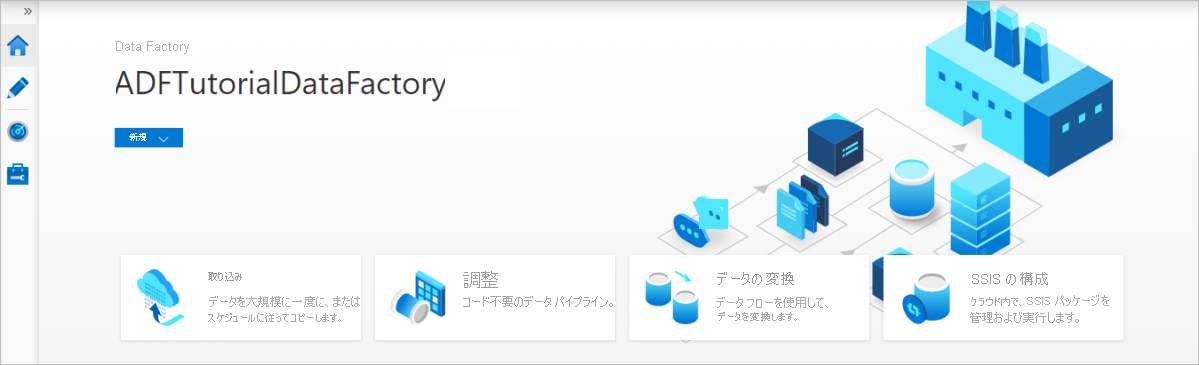 »
Data Factory
ADFTutorialDataFactory
新規
取り込み
データを大規模に一度に、または
スケジュールに従ってコピーします。
調整
コード不要のデータ パイプライン。
データの変換
データ フローを使用して、
データを変換します。
SSIS の構成
クラウド内で、SSIS パッケージを
管理および実行します。